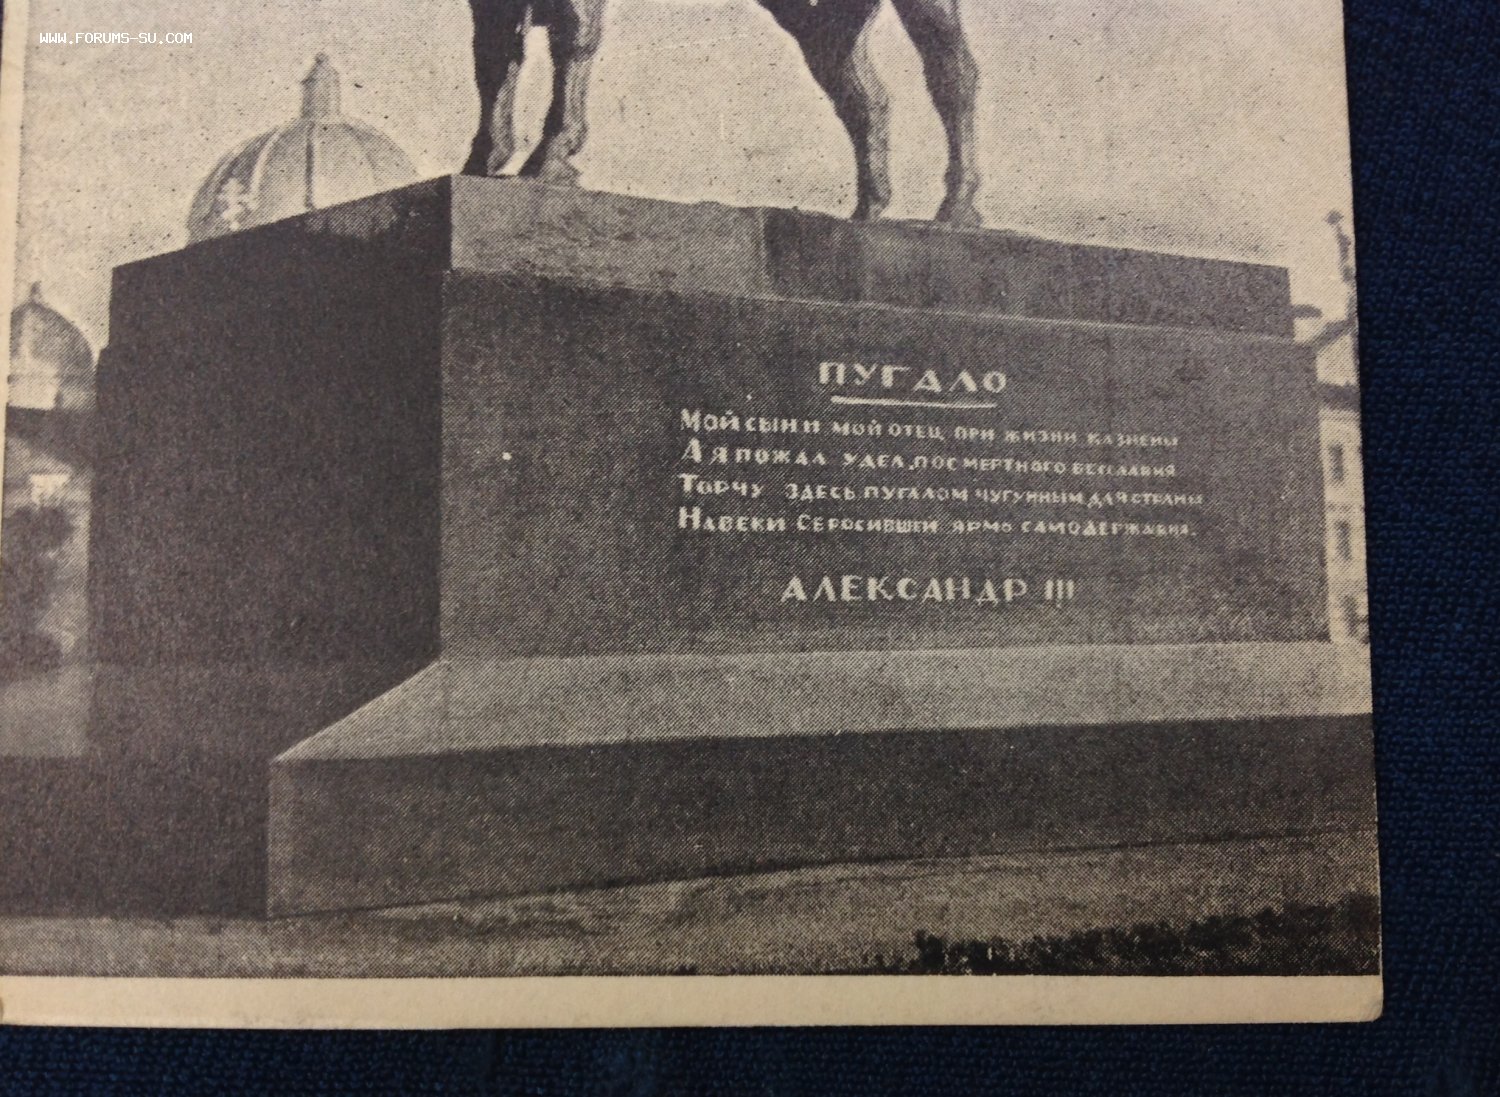 WWW.FORUMS-SU.COM
ПУГАЛО
МОЙ СЫН И МОЙ ОТЕЦ ПРИ ЖИЗНИ КАЗНЕНЫ
А Я ПОЖАЛ УДЕЛ ПОСМЕРТНОГО БЕССЛАВИЯ
ТОРЧУ ЗДЕСЬ ПУГАЛОМ ЧУГУННЫМ ДЛЯ СТРАНЫ
НАВЕКИ СБРОСИВШЕЙ ЯРМО САМОДЕРЖАВИЯ.
АЛЕКСАНДР III